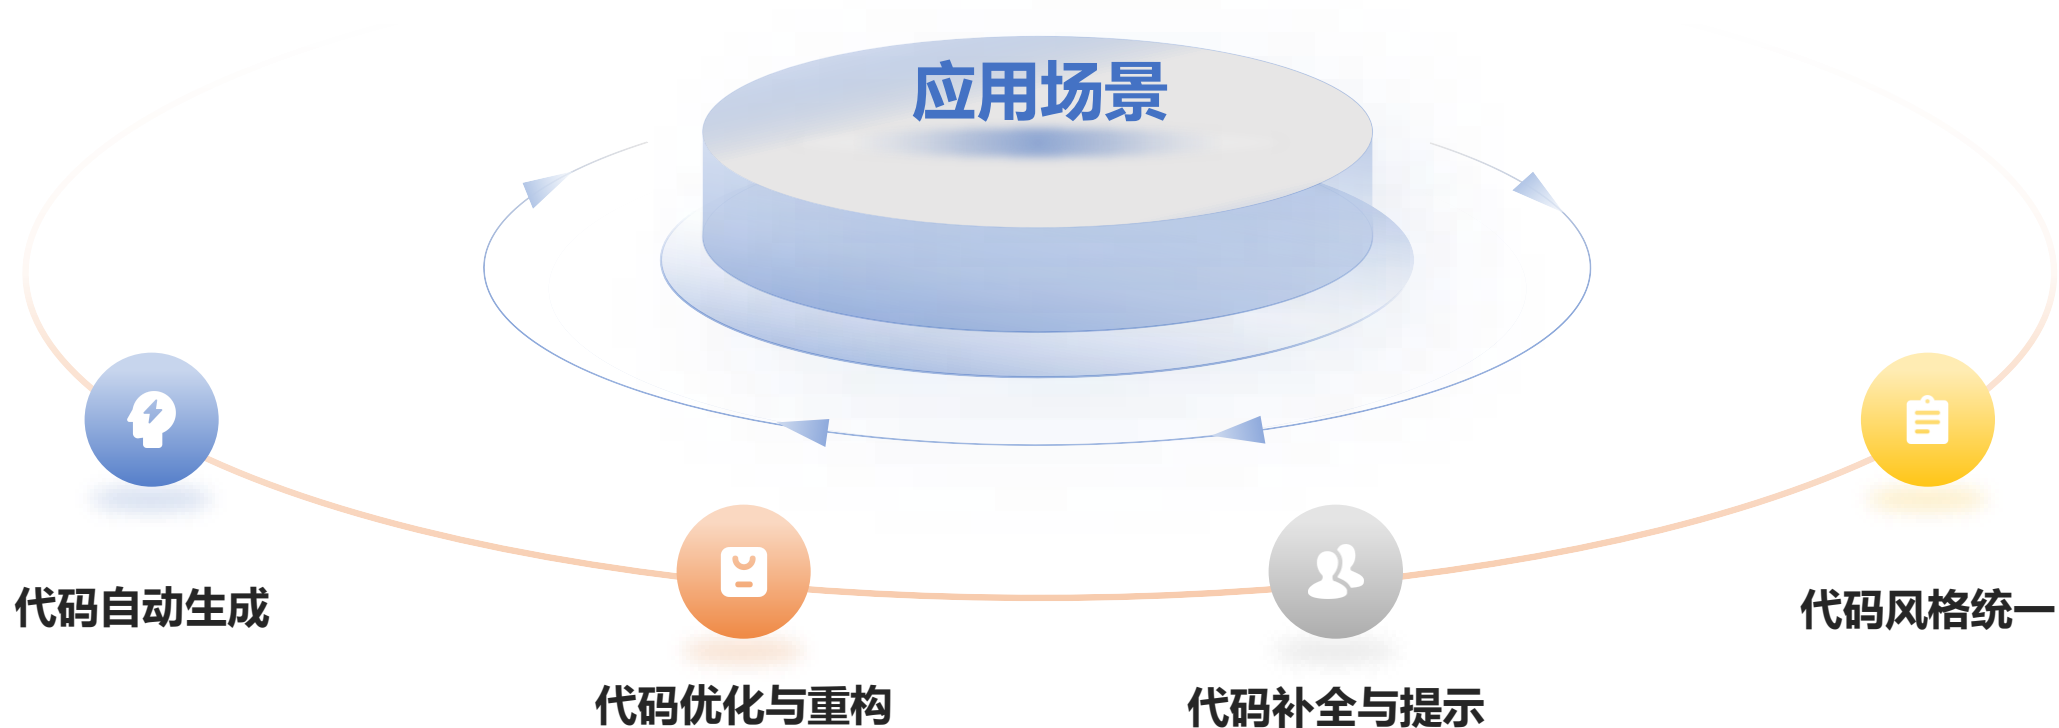 应用场景
代码自动生成
代码优化与重构
代码补全与提示
代码风格统一